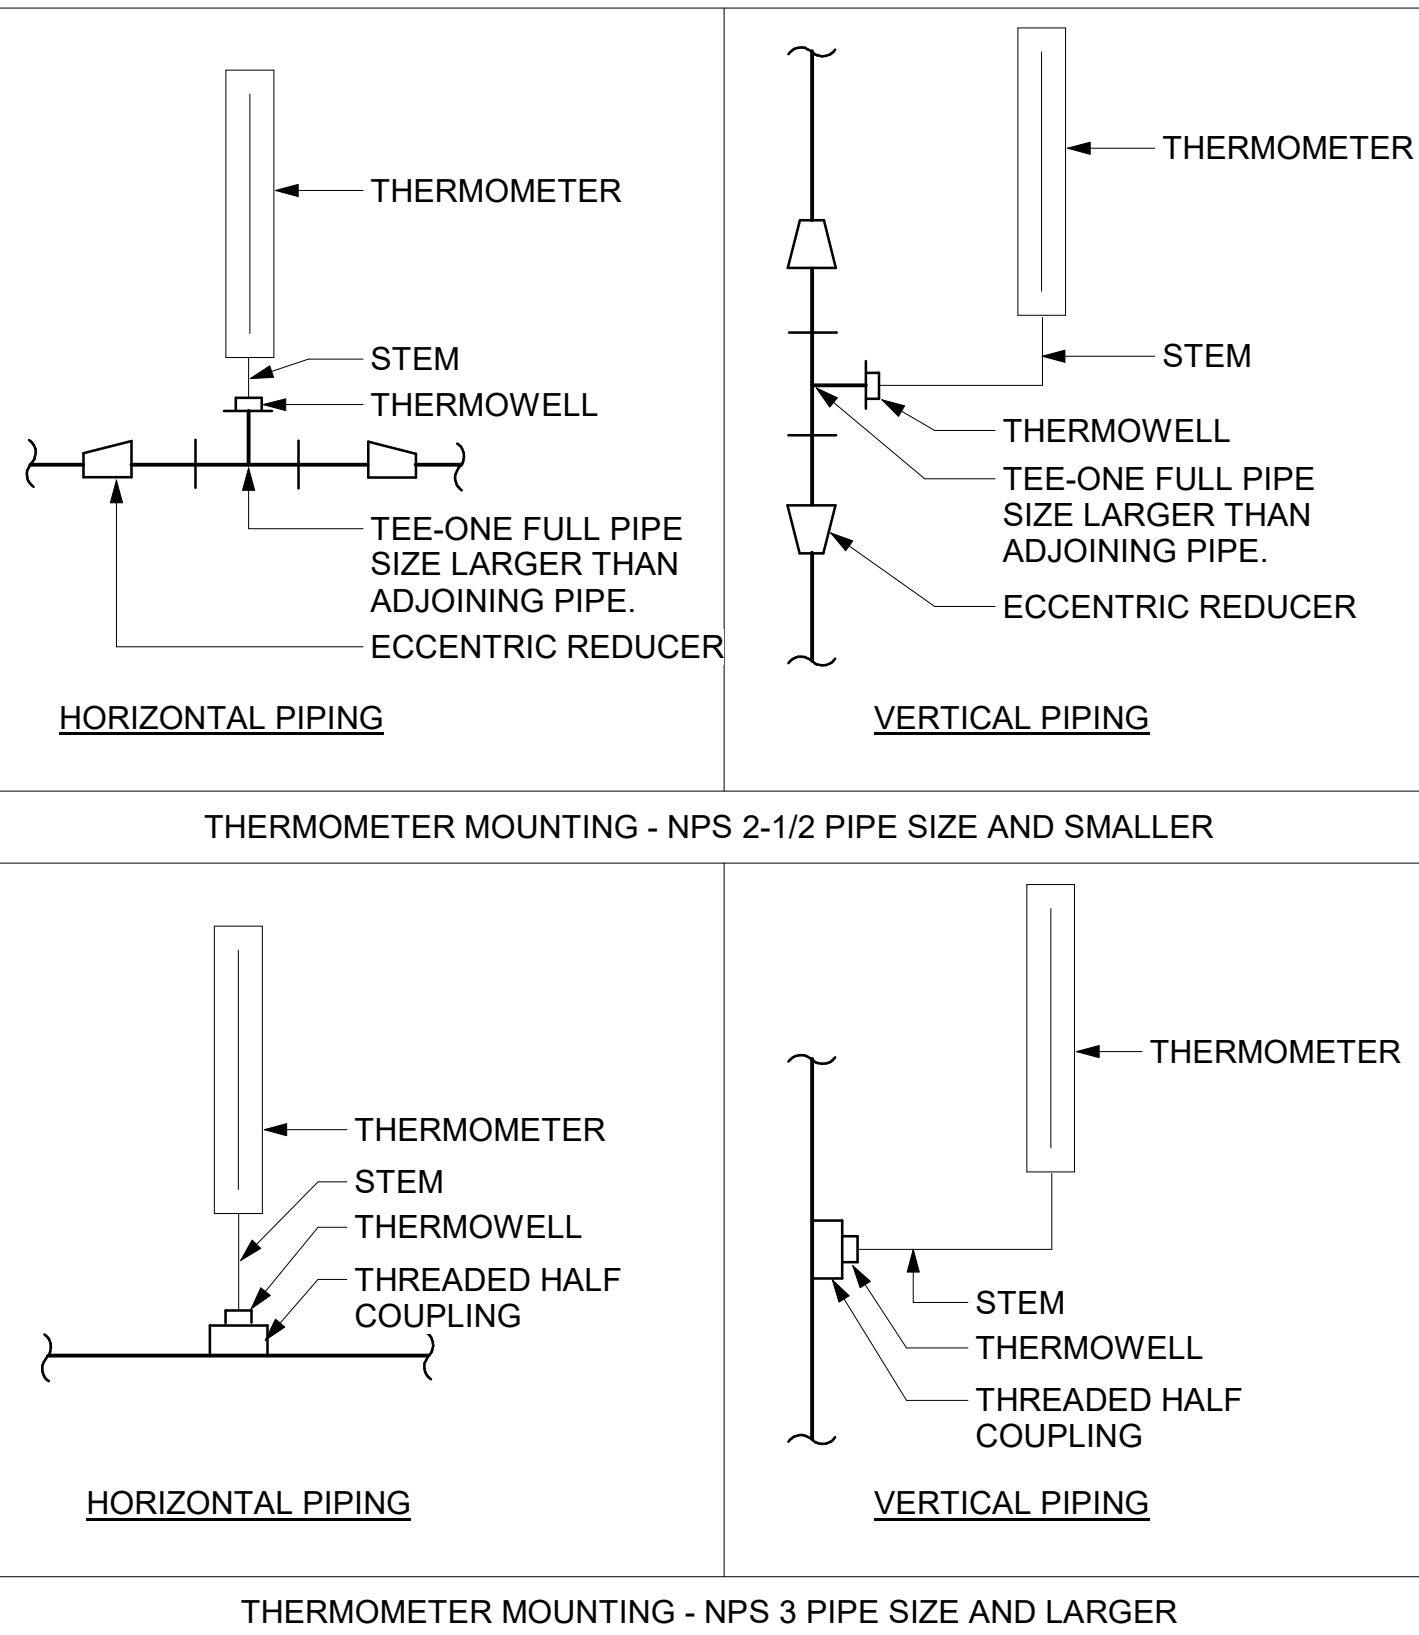 THERMOMETER
STEM
THERMOWELL
TEE-ONE FULL PIPE
SIZE LARGER THAN
ADJOINING PIPE.
ECCENTRIC REDUCER
HORIZONTAL PIPING
THERMOMETER
STEM
THERMOWELL
TEE-ONE FULL PIPE
SIZE LARGER THAN
ADJOINING PIPE.
ECCENTRIC REDUCER
VERTICAL PIPING
THERMOMETER MOUNTING - NPS 2-1/2 PIPE SIZE AND SMALLER
THERMOMETER
STEM
THERMOWELL
THREADED HALF
COUPLING
HORIZONTAL PIPING
THERMOMETER
STEM
THERMOWELL
THREADED HALF
COUPLING
VERTICAL PIPING
THERMOMETER MOUNTING - NPS 3 PIPE SIZE AND LARGER